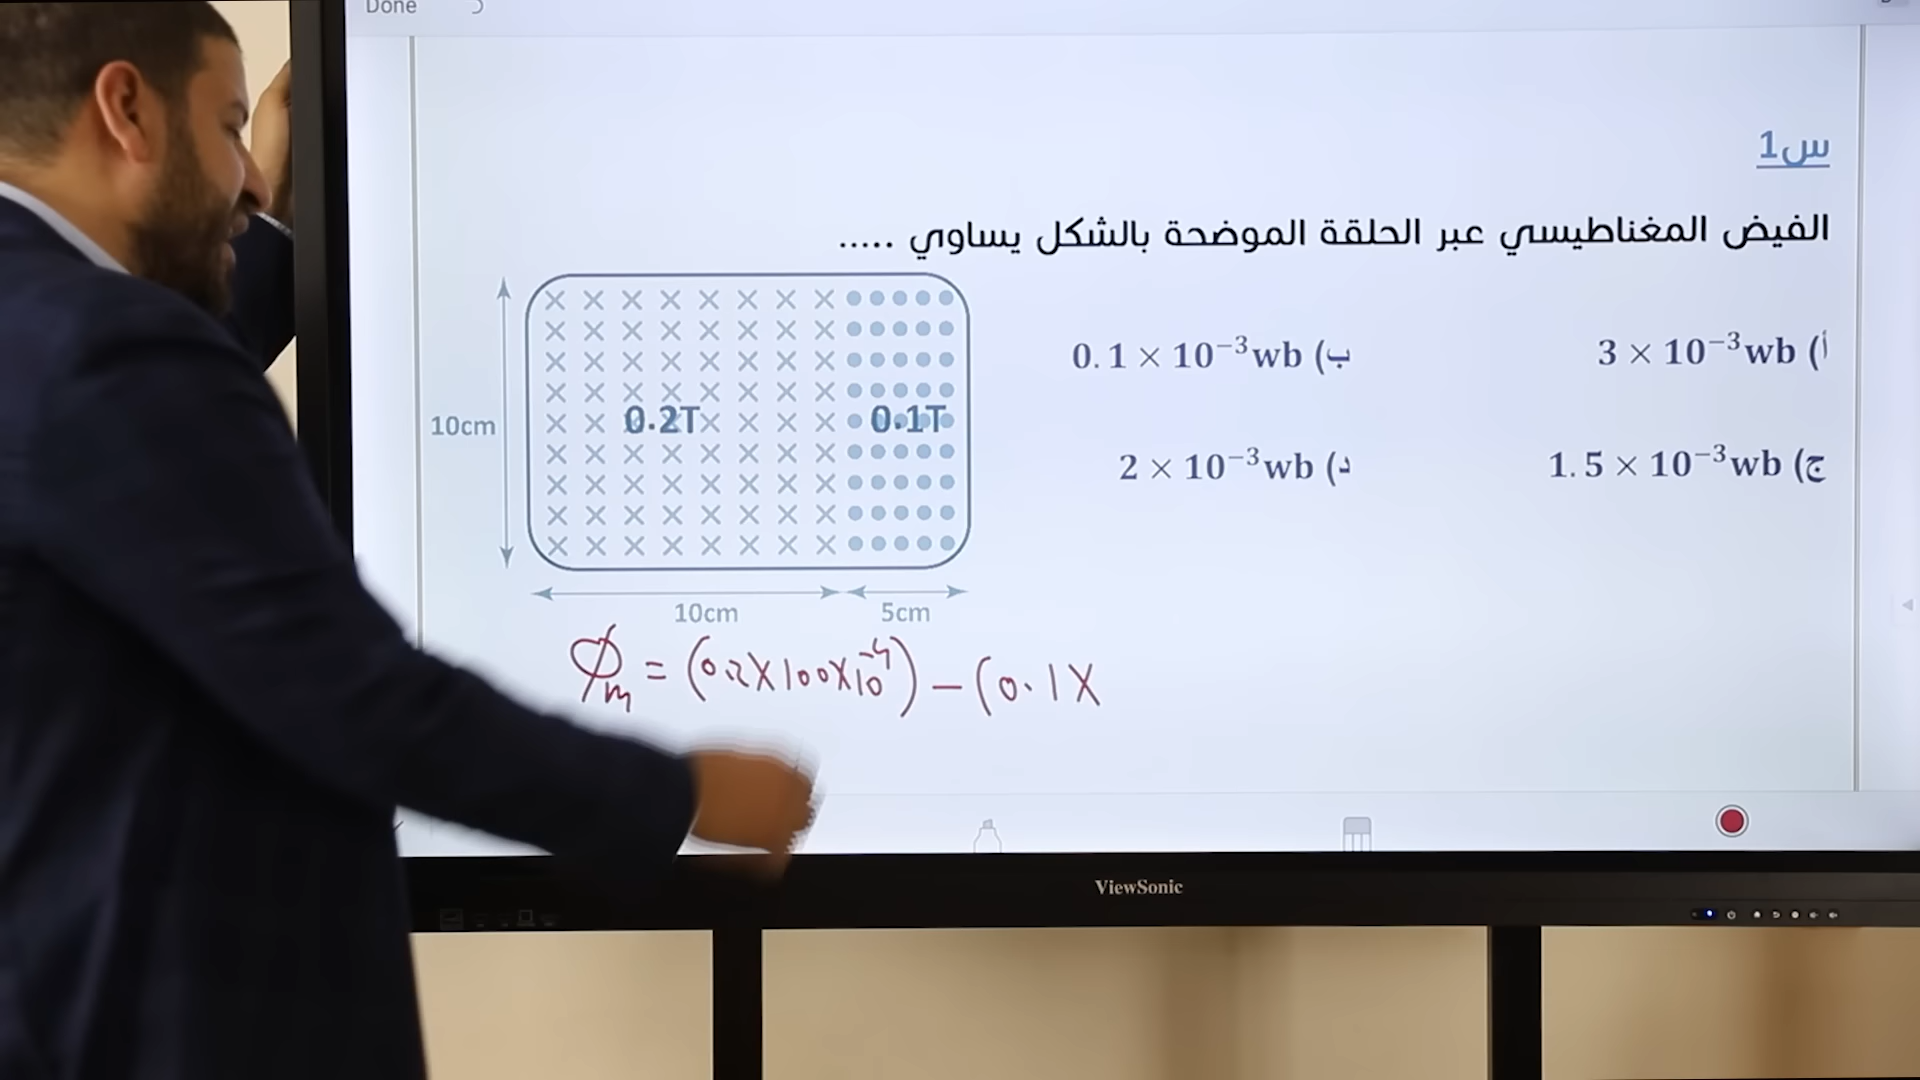 Done
س1
الفيض المغناطيسي عبر الحلقة الموضحة بالشكل يساوي .....
أ) 3 × 10⁻³wb
ب) 0.1 × 10⁻³wb
ج) 1.5 × 10⁻³wb
د) 2 × 10⁻³wb
10cm
0.2T
0.1T
10cm
5cm
ϕm = (0.2×100×10⁻⁴) − (0.1×
ViewSonic